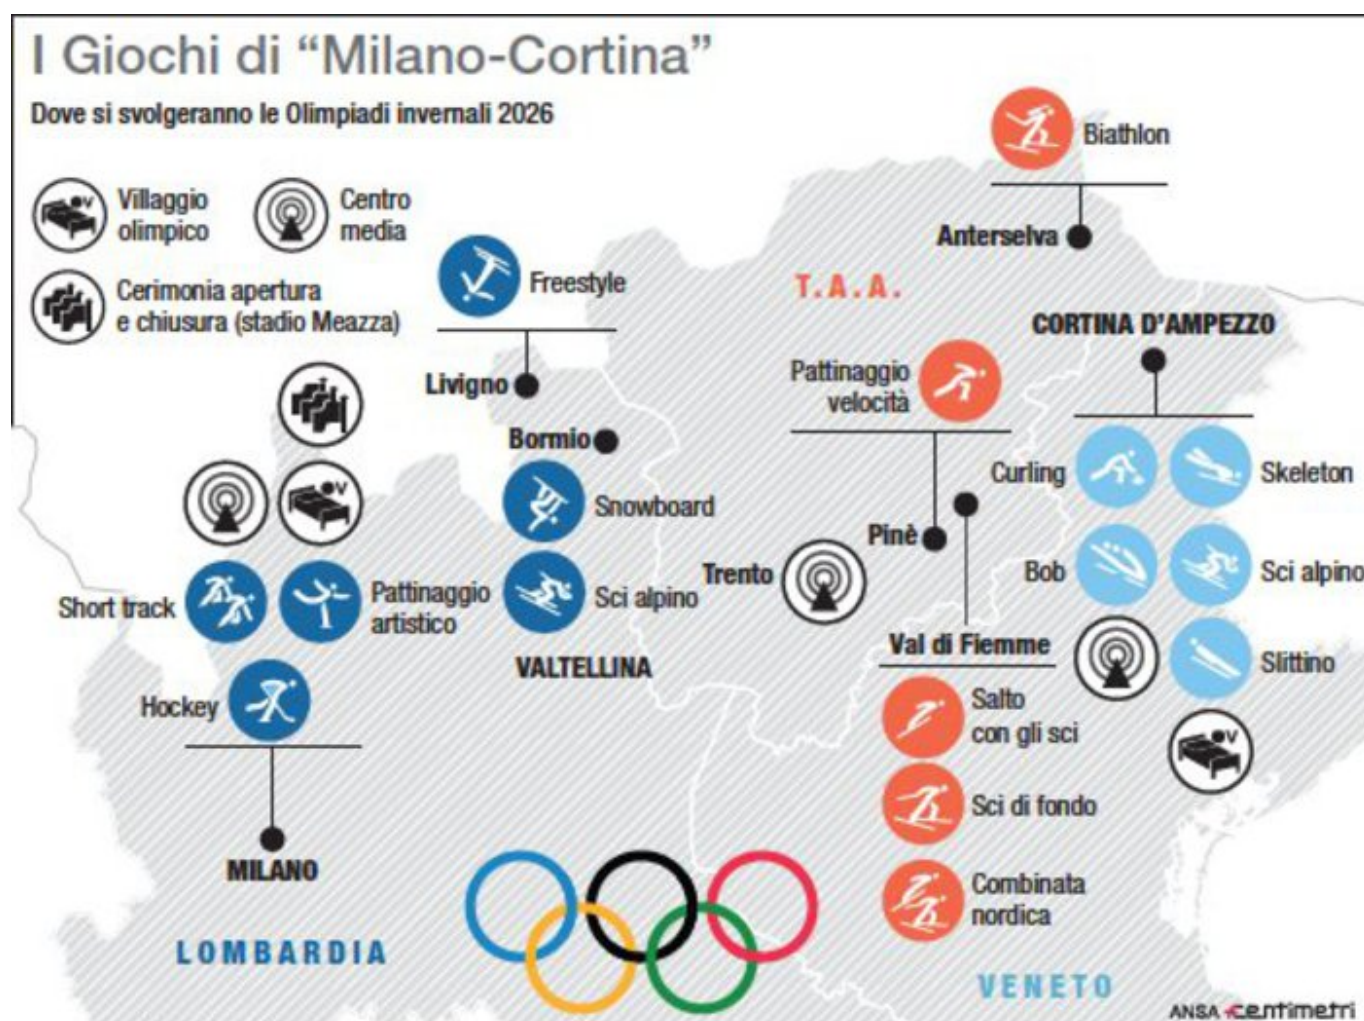 I Giochi di “Milano-Cortina”
Dove si svolgeranno le Olimpiadi invernali 2026
Villaggio
olimpico
Centro
media
Cerimonia apertura
e chiusura (stadio Meazza)
Biathlon
Anterselva
T.A.A.
Freestyle
Livigno
Bormio
Snowboard
Sci alpino
VALTELLINA
CORTINA D’AMPEZZO
Curling
Skeleton
Bob
Sci alpino
Slittino
V
Pattinaggio
velocità
Pinè
Trento
Val di Fiemme
Salto
con gli sci
Sci di fondo
Combinata
nordica
V
V
Short track
Pattinaggio
artistico
Hockey
MILANO
LOMBARDIA
VENETO
ANSA centimetri